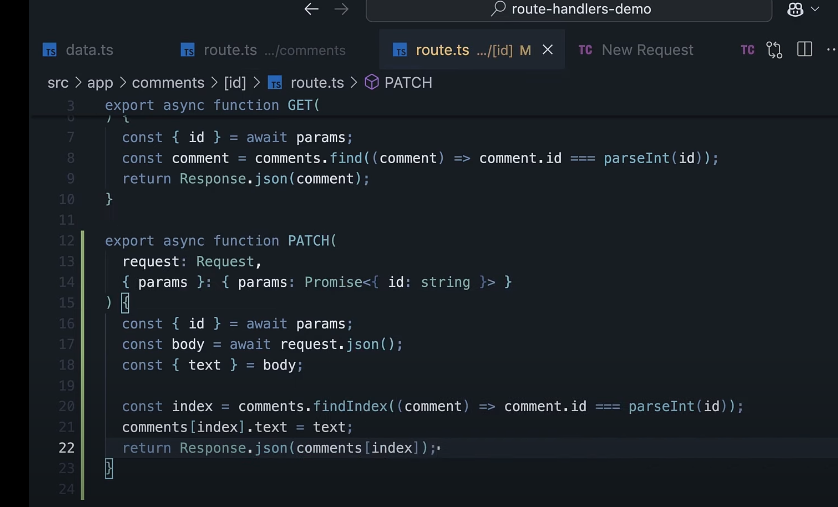 ← → route-handlers-demo
TS data.ts TS route.ts .../comments TS route.ts .../[id] M × TC New Request TC
src > app > comments > [id] > TS route.ts > PATCH
3 export async function GET(
6 ) {
7 const { id } = await params;
8 const comment = comments.find((comment) => comment.id === parseInt(id));
9 return Response.json(comment);
10 }
11
12 export async function PATCH(
13 request: Request,
14 { params }: { params: Promise<{ id: string }> }
15 ) {
16 const { id } = await params;
17 const body = await request.json();
18 const { text } = body;
19
20 const index = comments.findIndex((comment) => comment.id === parseInt(id));
21 comments[index].text = text;
22 return Response.json(comments[index]);
23 }
24